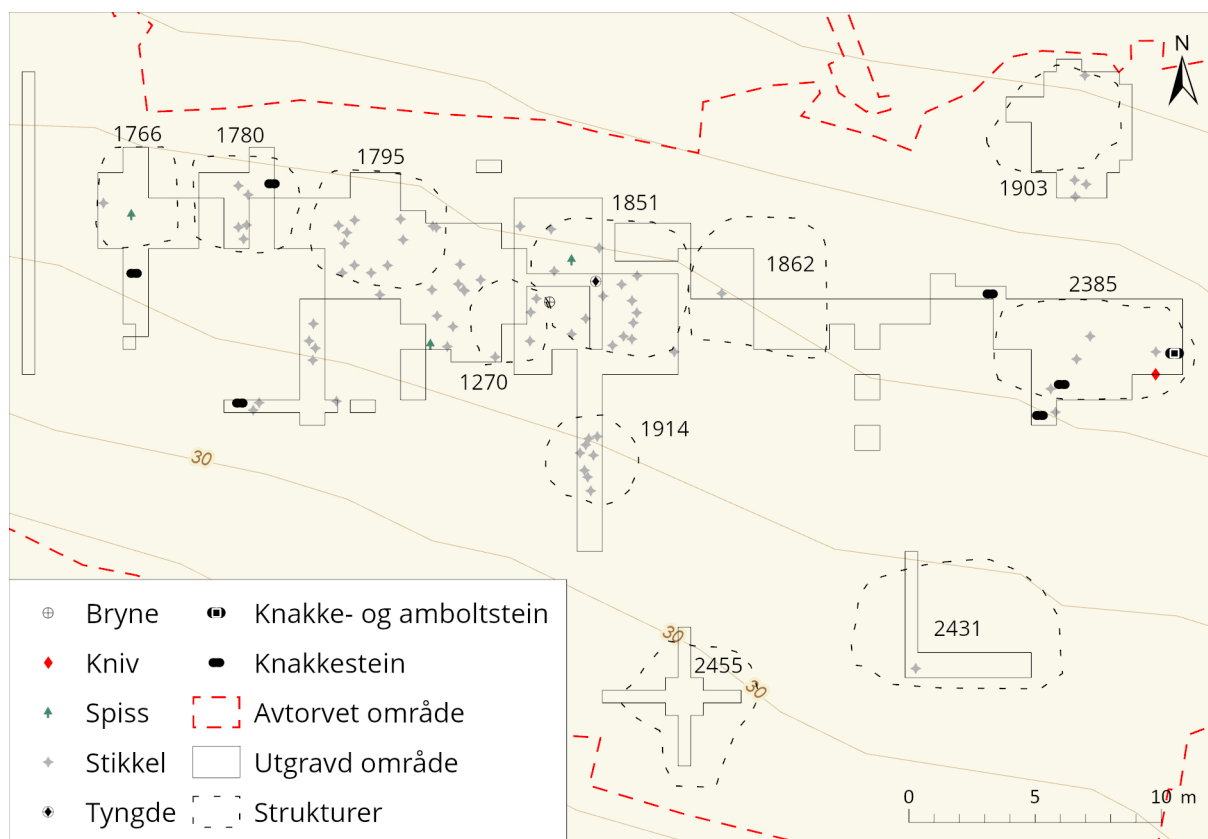 N
1766
1780
1795
1903
1851
1862
2385
1270
1914
30
2431
30
2455
30
Bryne
Knakke- og amboltstein
Kniv
Knakkestein
Spiss
Avtorvet område
Stikkel
Utgravd område
Tyngde
Strukturer
0 5 10 m